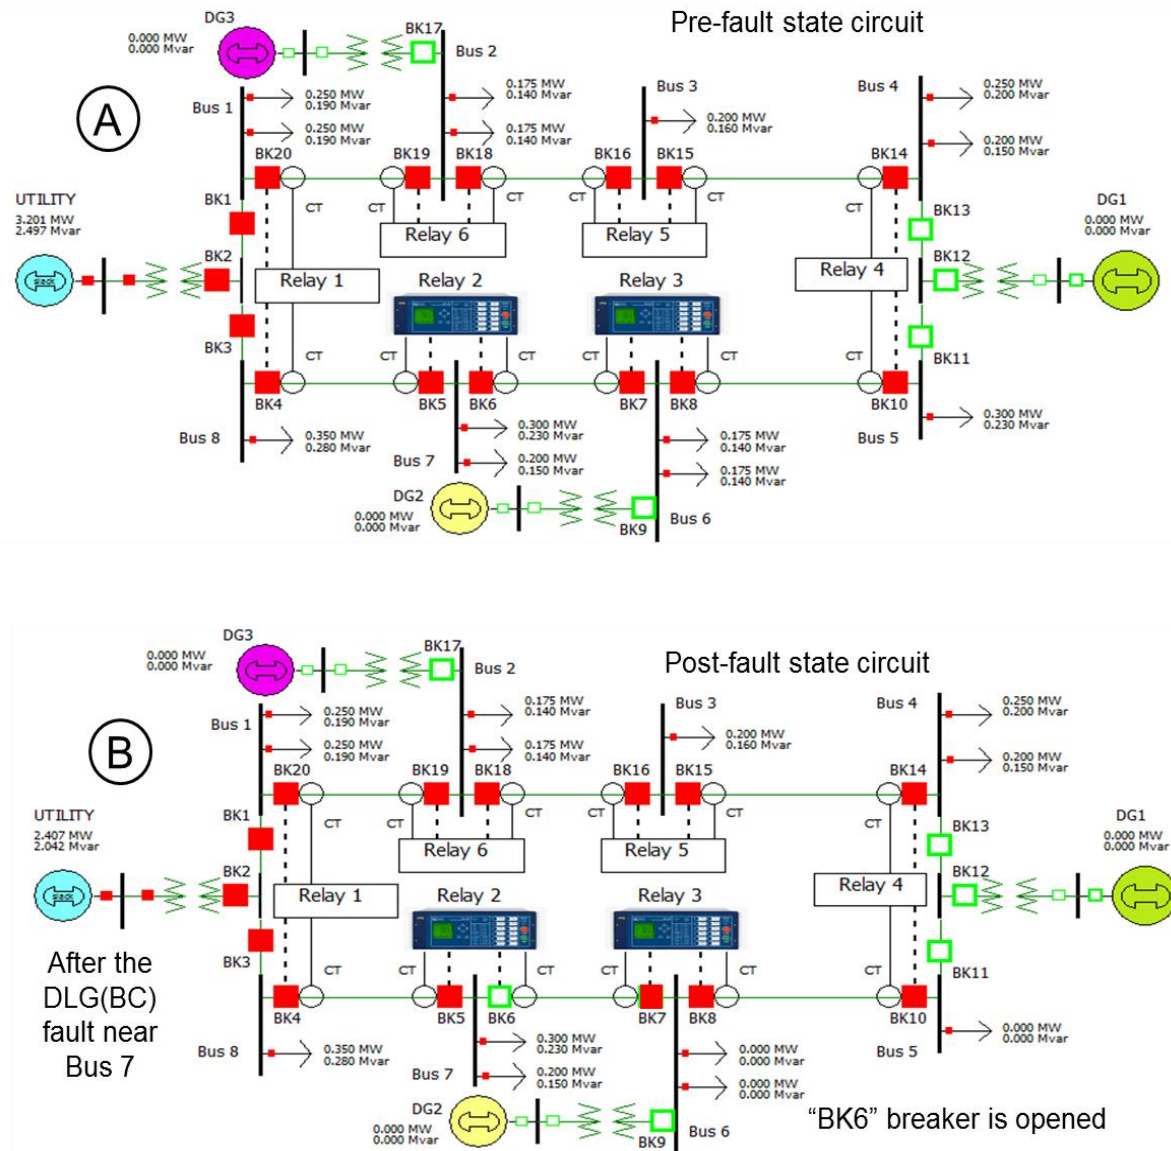 Pre-fault state circuit
DG3
0.000 MW
0.000 Mvar
BK17
Bus 2
A
Bus 1
0.250 MW
0.190 Mvar
0.250 MW
0.190 Mvar
0.175 MW
0.140 Mvar
0.175 MW
0.140 Mvar
Bus 3
0.200 MW
0.160 Mvar
Bus 4
0.250 MW
0.200 Mvar
0.200 MW
0.150 Mvar
BK20
BK19
BK18
BK16
BK15
BK14
CT
CT
CT
CT
CT
CT
BK1
BK13
UTILITY
3.201 MW
2.497 Mvar
slack
BK2
Relay 6
Relay 5
Relay 1
Relay 2
Relay 3
Relay 4
BK12
DG1
0.000 MW
0.000 Mvar
BK3
BK11
CT
CT
CT
CT
CT
CT
BK4
BK5
BK6
BK7
BK8
BK10
Bus 8
0.350 MW
0.280 Mvar
0.300 MW
0.230 Mvar
0.200 MW
0.150 Mvar
Bus 7
0.175 MW
0.140 Mvar
0.175 MW
0.140 Mvar
0.300 MW
0.230 Mvar
Bus 5
DG2
0.000 MW
0.000 Mvar
BK9
Bus 6
Post-fault state circuit
DG3
0.000 MW
0.000 Mvar
BK17
Bus 2
B
Bus 1
0.250 MW
0.190 Mvar
0.250 MW
0.190 Mvar
0.175 MW
0.140 Mvar
0.175 MW
0.140 Mvar
Bus 3
0.200 MW
0.160 Mvar
Bus 4
0.250 MW
0.200 Mvar
0.200 MW
0.150 Mvar
BK20
BK19
BK18
BK16
BK15
BK14
CT
CT
CT
CT
CT
CT
BK1
BK13
UTILITY
2.407 MW
2.042 Mvar
slack
BK2
Relay 6
Relay 5
Relay 1
Relay 2
Relay 3
Relay 4
BK12
DG1
0.000 MW
0.000 Mvar
BK3
BK11
CT
CT
CT
CT
CT
CT
After the
DLG(BC)
fault near
Bus 7
BK4
BK5
BK6
BK7
BK8
BK10
Bus 8
0.350 MW
0.280 Mvar
0.300 MW
0.230 Mvar
0.200 MW
0.150 Mvar
Bus 7
0.000 MW
0.000 Mvar
0.000 MW
0.000 Mvar
0.000 MW
0.000 Mvar
Bus 5
DG2
0.000 MW
0.000 Mvar
BK9
Bus 6
“BK6” breaker is opened